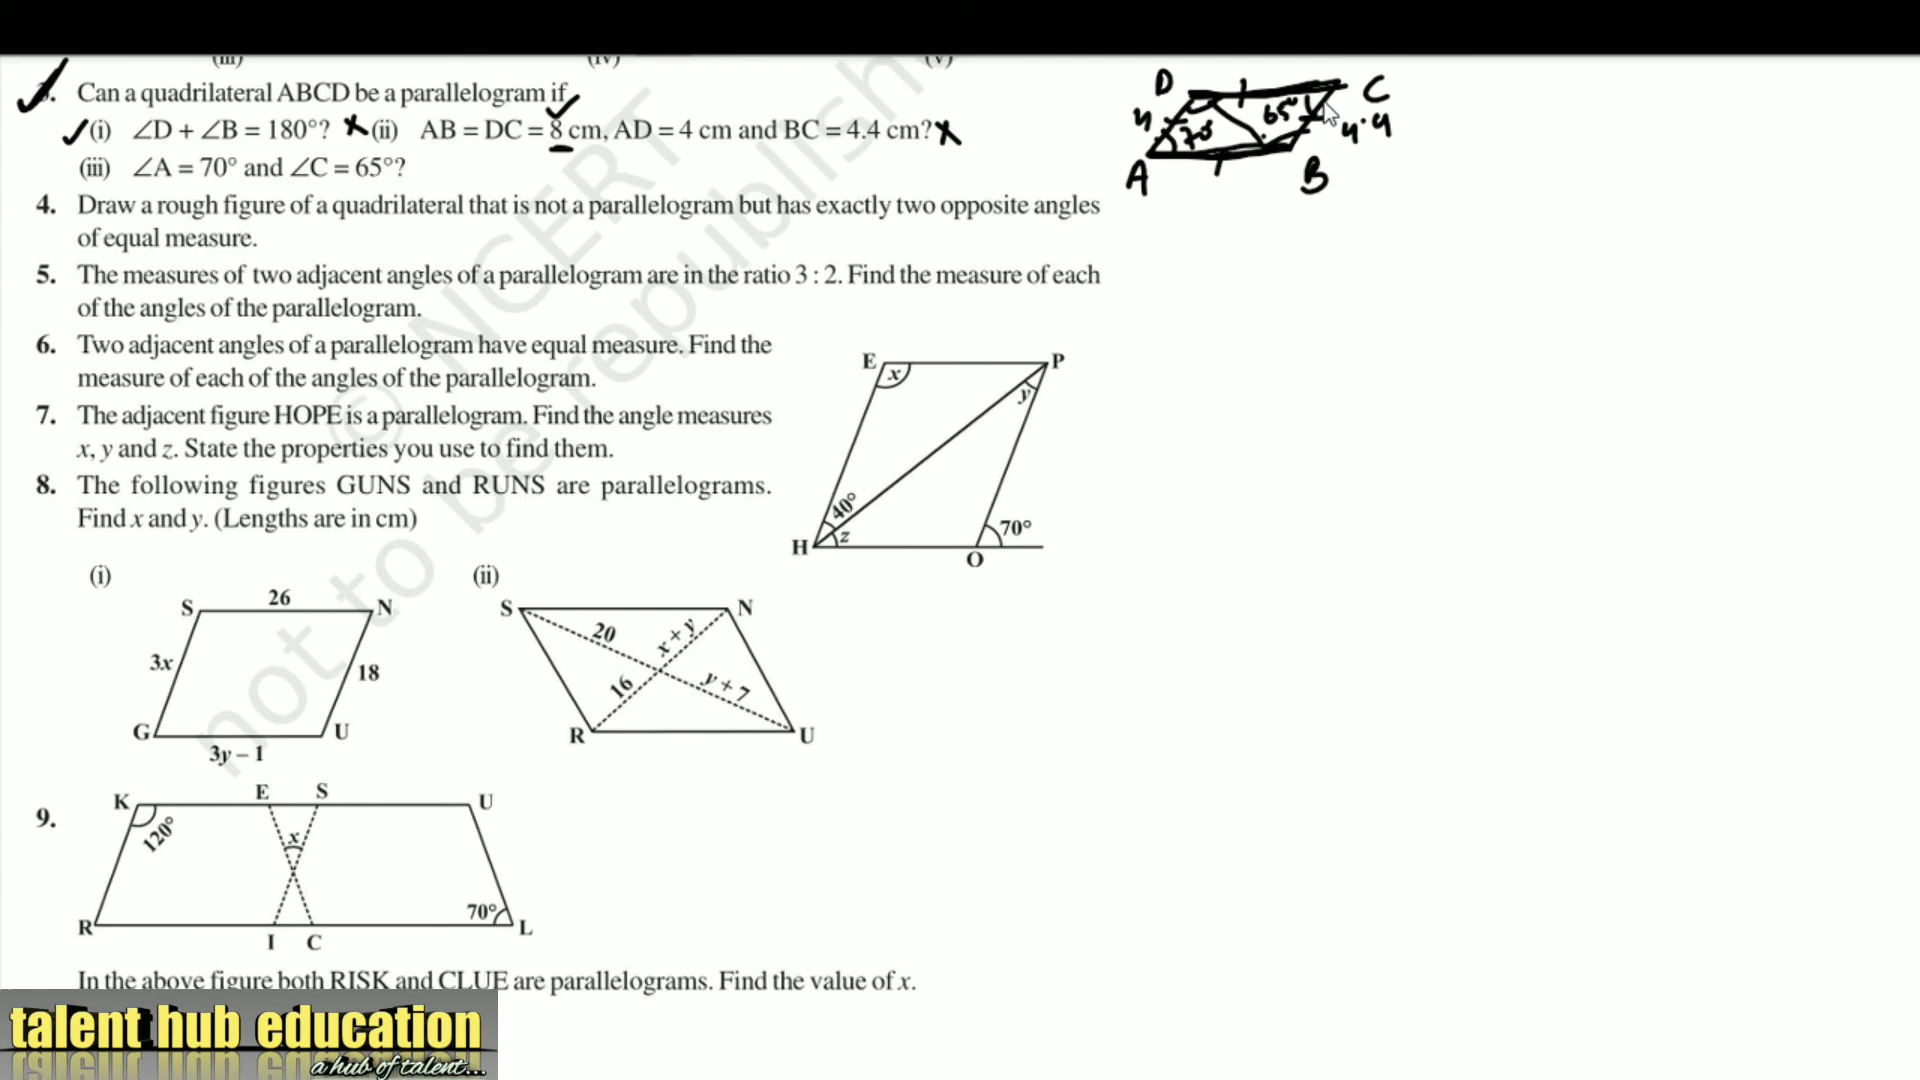 (iii) (iv) (v)
Can a quadrilateral ABCD be a parallelogram if
(i) ∠D + ∠B = 180°? (ii) AB = DC = 8 cm, AD = 4 cm and BC = 4.4 cm?
(iii) ∠A = 70° and ∠C = 65°?
4. Draw a rough figure of a quadrilateral that is not a parallelogram but has exactly two opposite angles
of equal measure.
5. The measures of two adjacent angles of a parallelogram are in the ratio 3 : 2. Find the measure of each
of the angles of the parallelogram.
6. Two adjacent angles of a parallelogram have equal measure. Find the
measure of each of the angles of the parallelogram.
7. The adjacent figure HOPE is a parallelogram. Find the angle measures
x, y and z. State the properties you use to find them.
8. The following figures GUNS and RUNS are parallelograms.
Find x and y. (Lengths are in cm)
D C
4 70° 65° 4.4
A B
E P
x y
40°
z 70°
H O
(i) (ii)
S 26 N
3x 18
G U
3y – 1
S N
20 x + y
16 y + 7
R U
9.
K E S U
120° x
70°
R I C L
In the above figure both RISK and CLUE are parallelograms. Find the value of x.
© NCERT
not to be republish
talent hub education
a hub of talent...